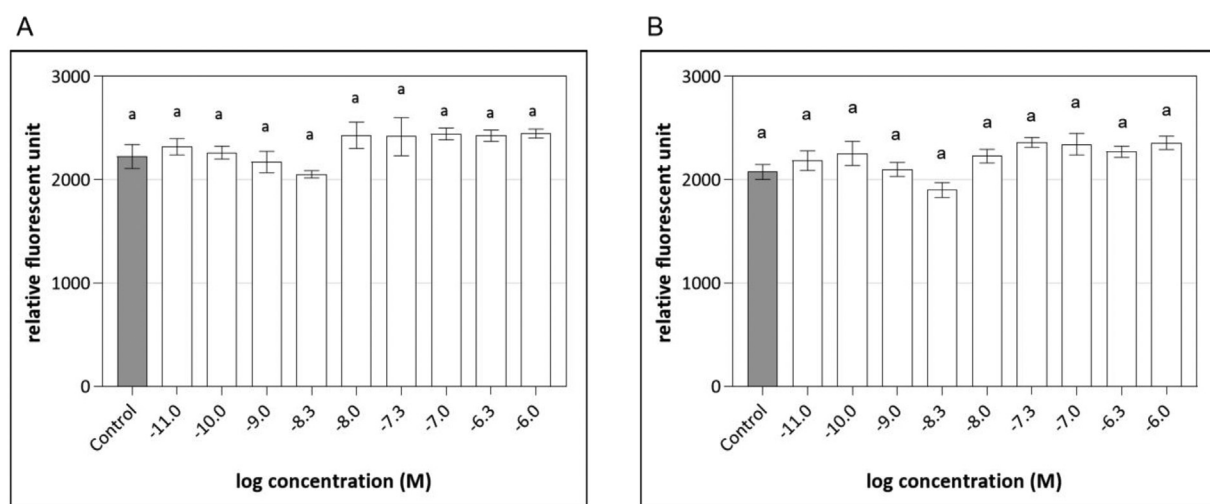 A
relative fluorescent unit
3000
2000
1000
0
a a a a a a a a a a
Control -11.0 -10.0 -9.0 -8.3 -8.0 -7.3 -7.0 -6.3 -6.0
log concentration (M)
B
relative fluorescent unit
3000
2000
1000
0
a a a a a a a a a a
Control -11.0 -10.0 -9.0 -8.3 -8.0 -7.3 -7.0 -6.3 -6.0
log concentration (M)